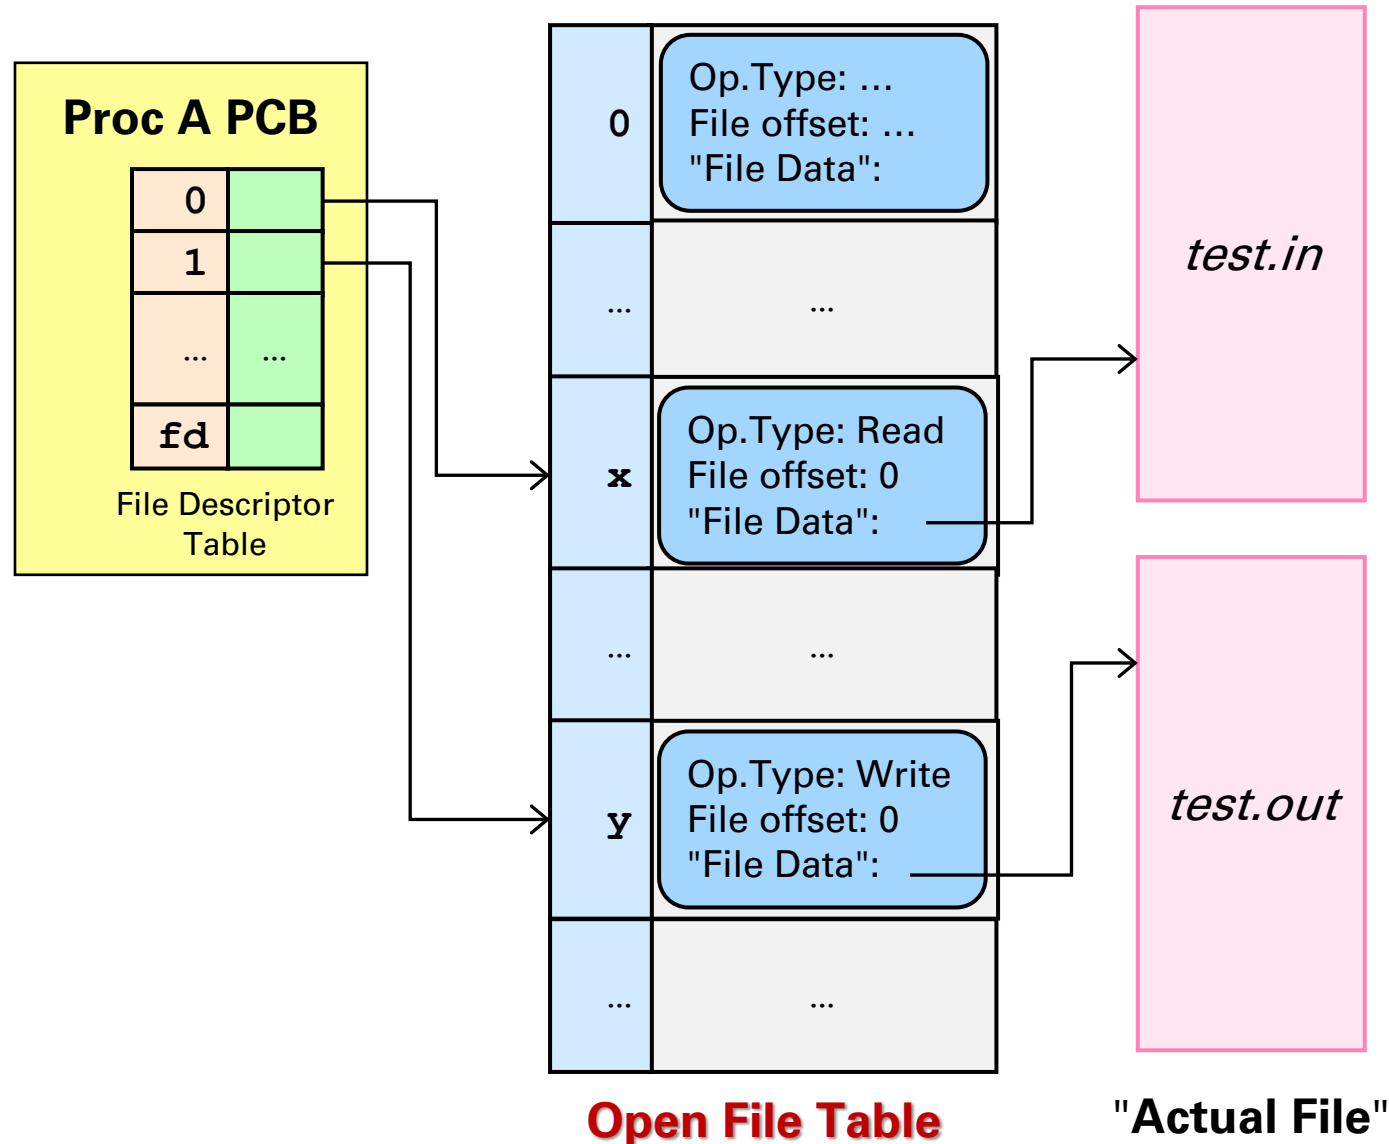 Proc A PCB
0
1
... ...
fd
File Descriptor
Table
0
Op.Type: ...
File offset: ...
"File Data":
... ...
x
Op.Type: Read
File offset: 0
"File Data":
... ...
y
Op.Type: Write
File offset: 0
"File Data":
... ...
Open File Table
test.in
test.out
"Actual File"